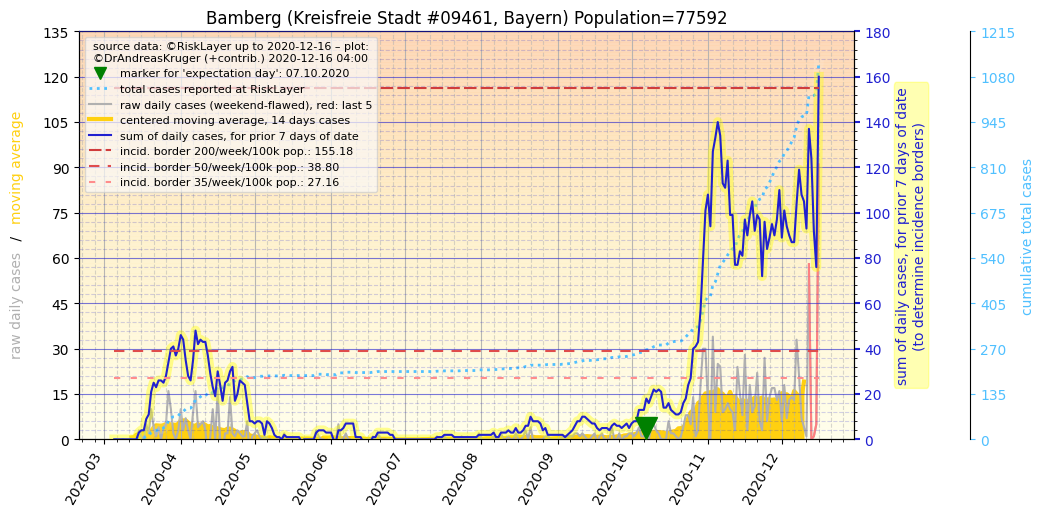 Bamberg (Kreisfreie Stadt #09461, Bayern) Population=77592
source data: ©RiskLayer up to 2020-12-16 – plot:
©DrAndreasKruger (+contrib.) 2020-12-16 04:00
marker for 'expectation day': 07.10.2020
total cases reported at RiskLayer
raw daily cases (weekend-flawed), red: last 5
centered moving average, 14 days cases
sum of daily cases, for prior 7 days of date
incid. border 200/week/100k pop.: 155.18
incid. border 50/week/100k pop.: 38.80
incid. border 35/week/100k pop.: 27.16
raw daily cases / moving average
135
120
105
90
75
60
45
30
15
0
180
160
140
120
100
80
60
40
20
0
sum of daily cases, for prior 7 days of date
(to determine incidence borders)
1215
1080
945
810
675
540
405
270
135
0
cumulative total cases
2020-03
2020-04
2020-05
2020-06
2020-07
2020-08
2020-09
2020-10
2020-11
2020-12